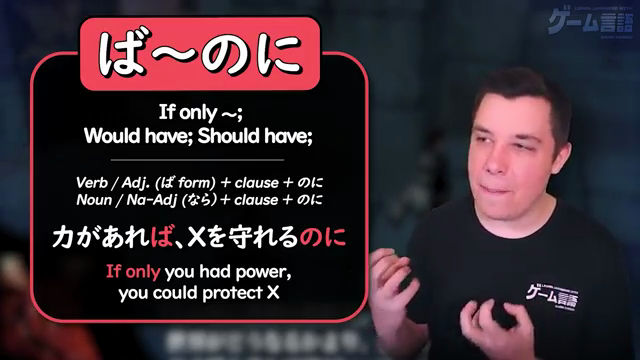 ば～のに
If only ～;
Would have; Should have;
Verb / Adj. (ば form) + clause + のに
Noun / Na-Adj (なら) + clause + のに
力があれば、Xを守れるのに
If only you had power,
you could protect X
ゲーム言語
ゲーム言語